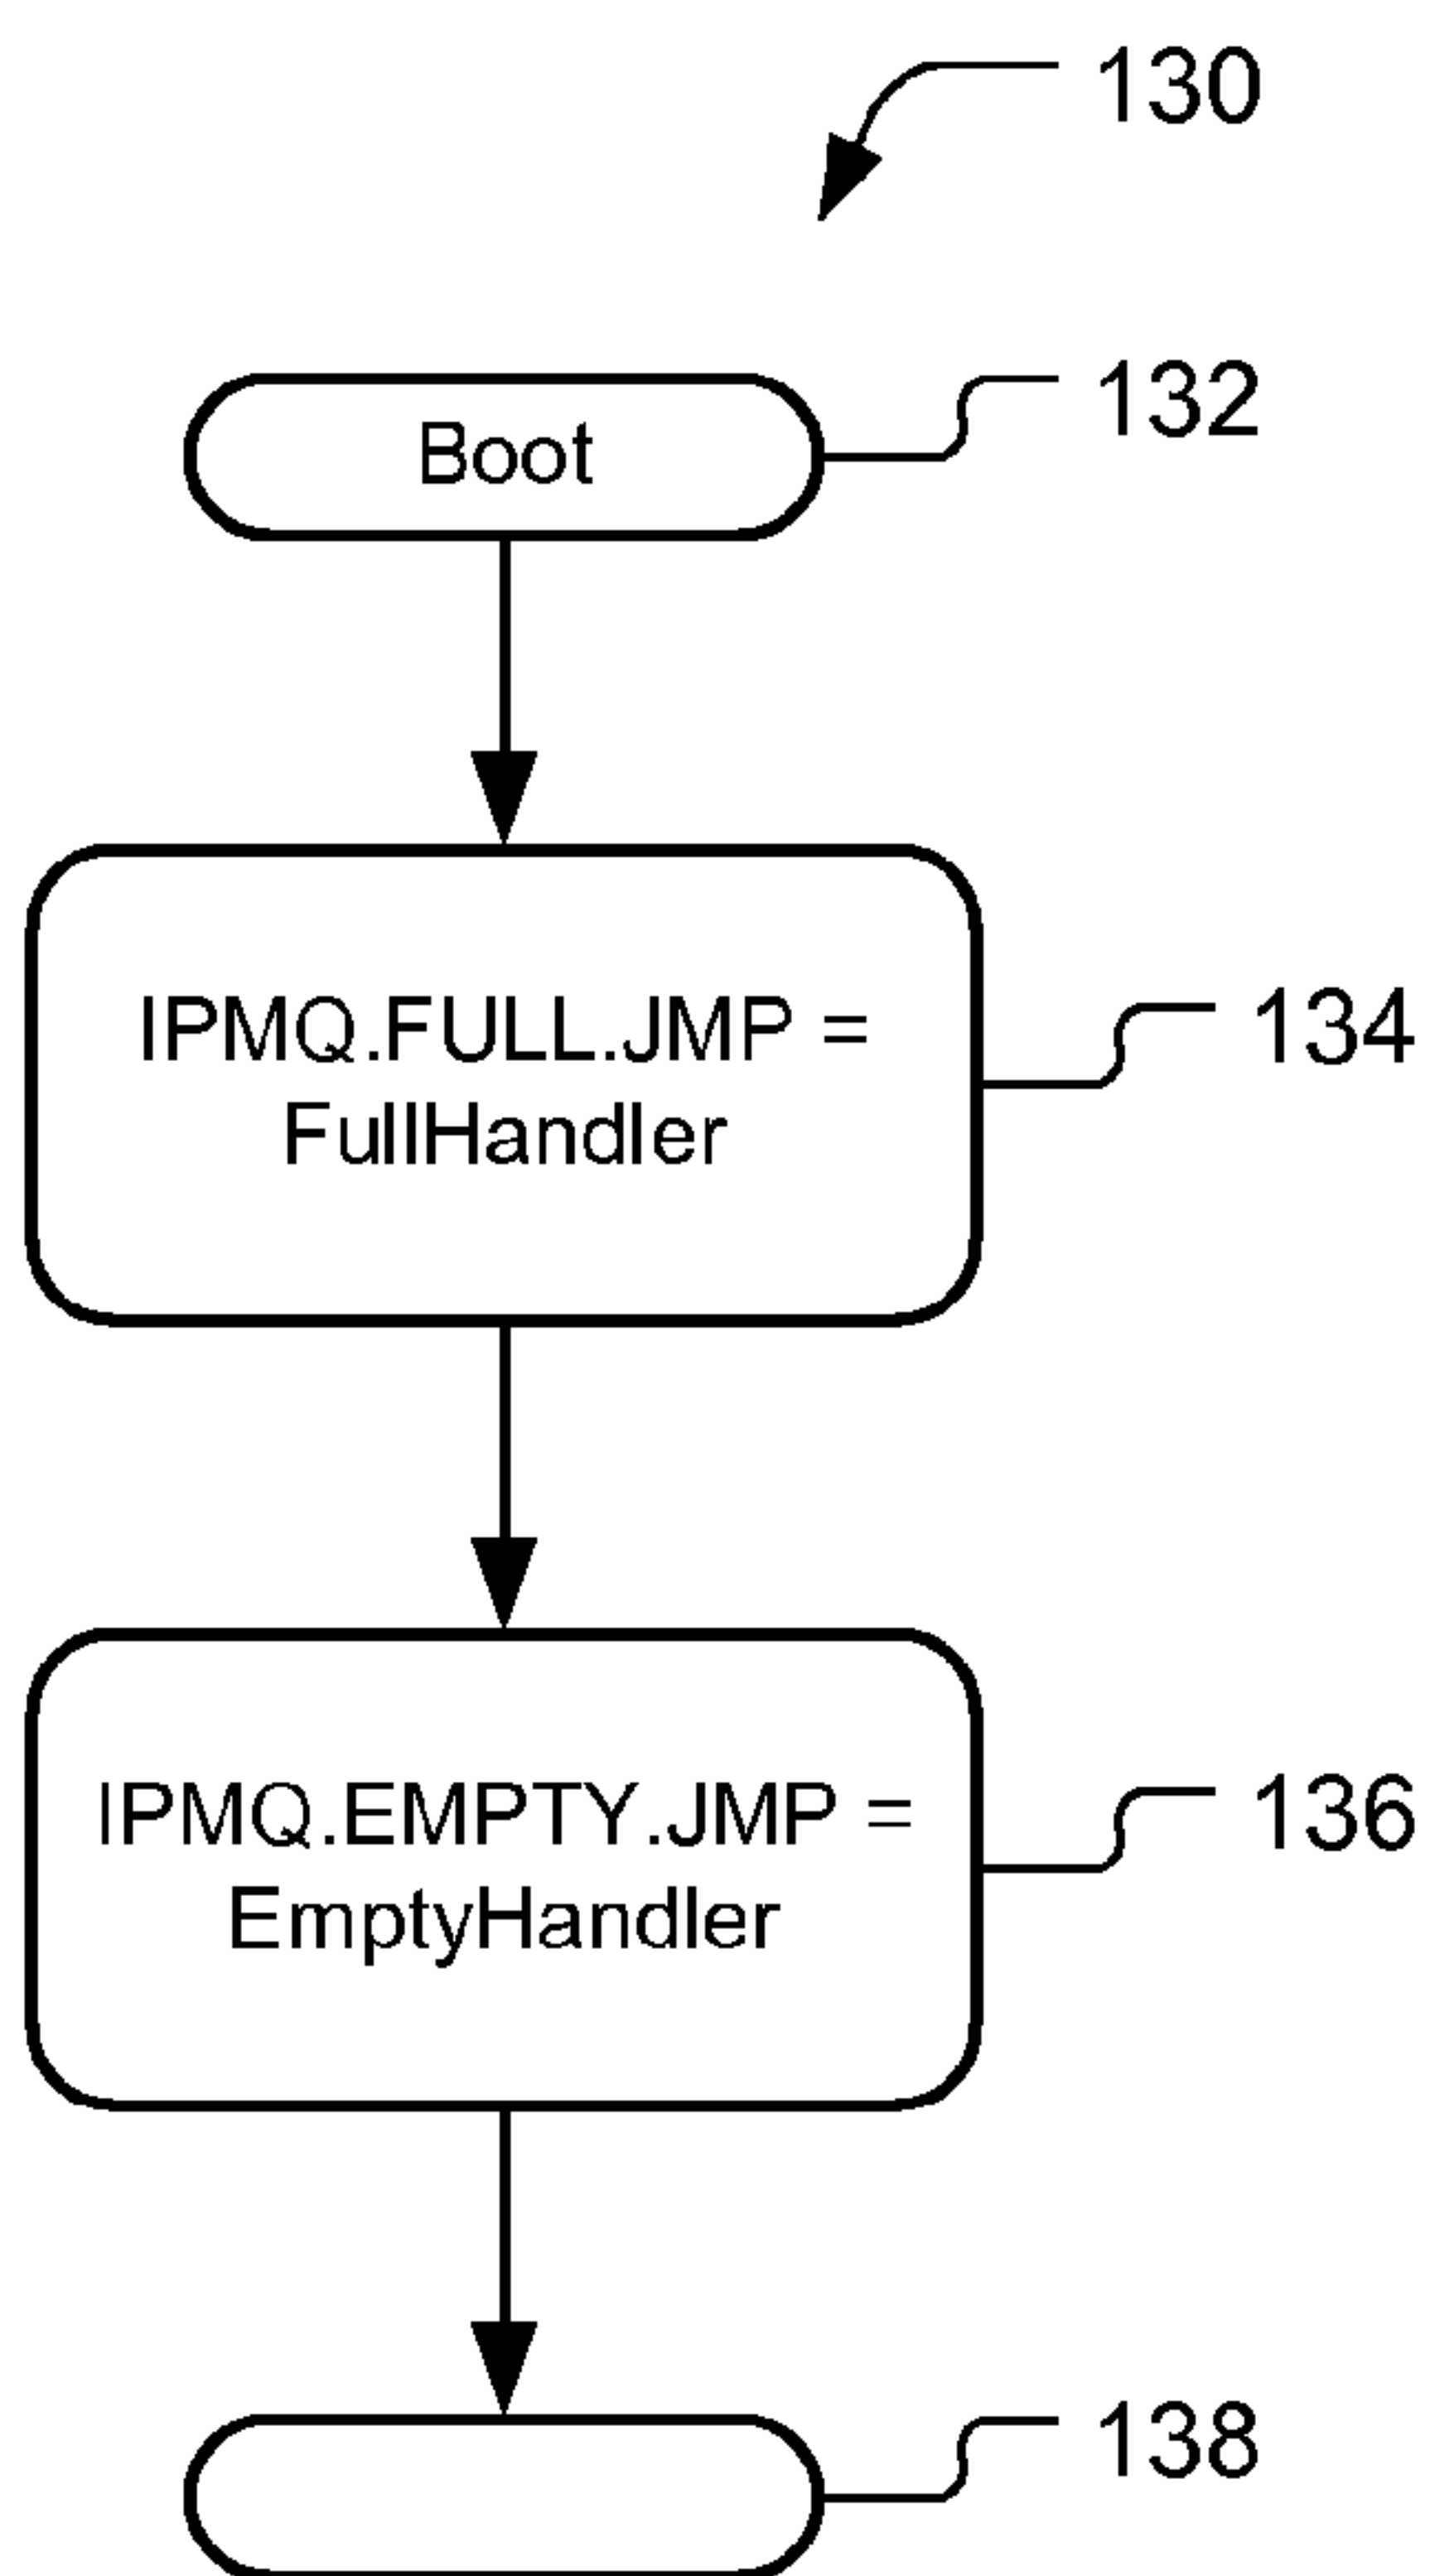 130
Boot
132
IPMQ.FULL.JMP =
FullHandler
134
IPMQ.EMPTY.JMP =
EmptyHandler
136
138